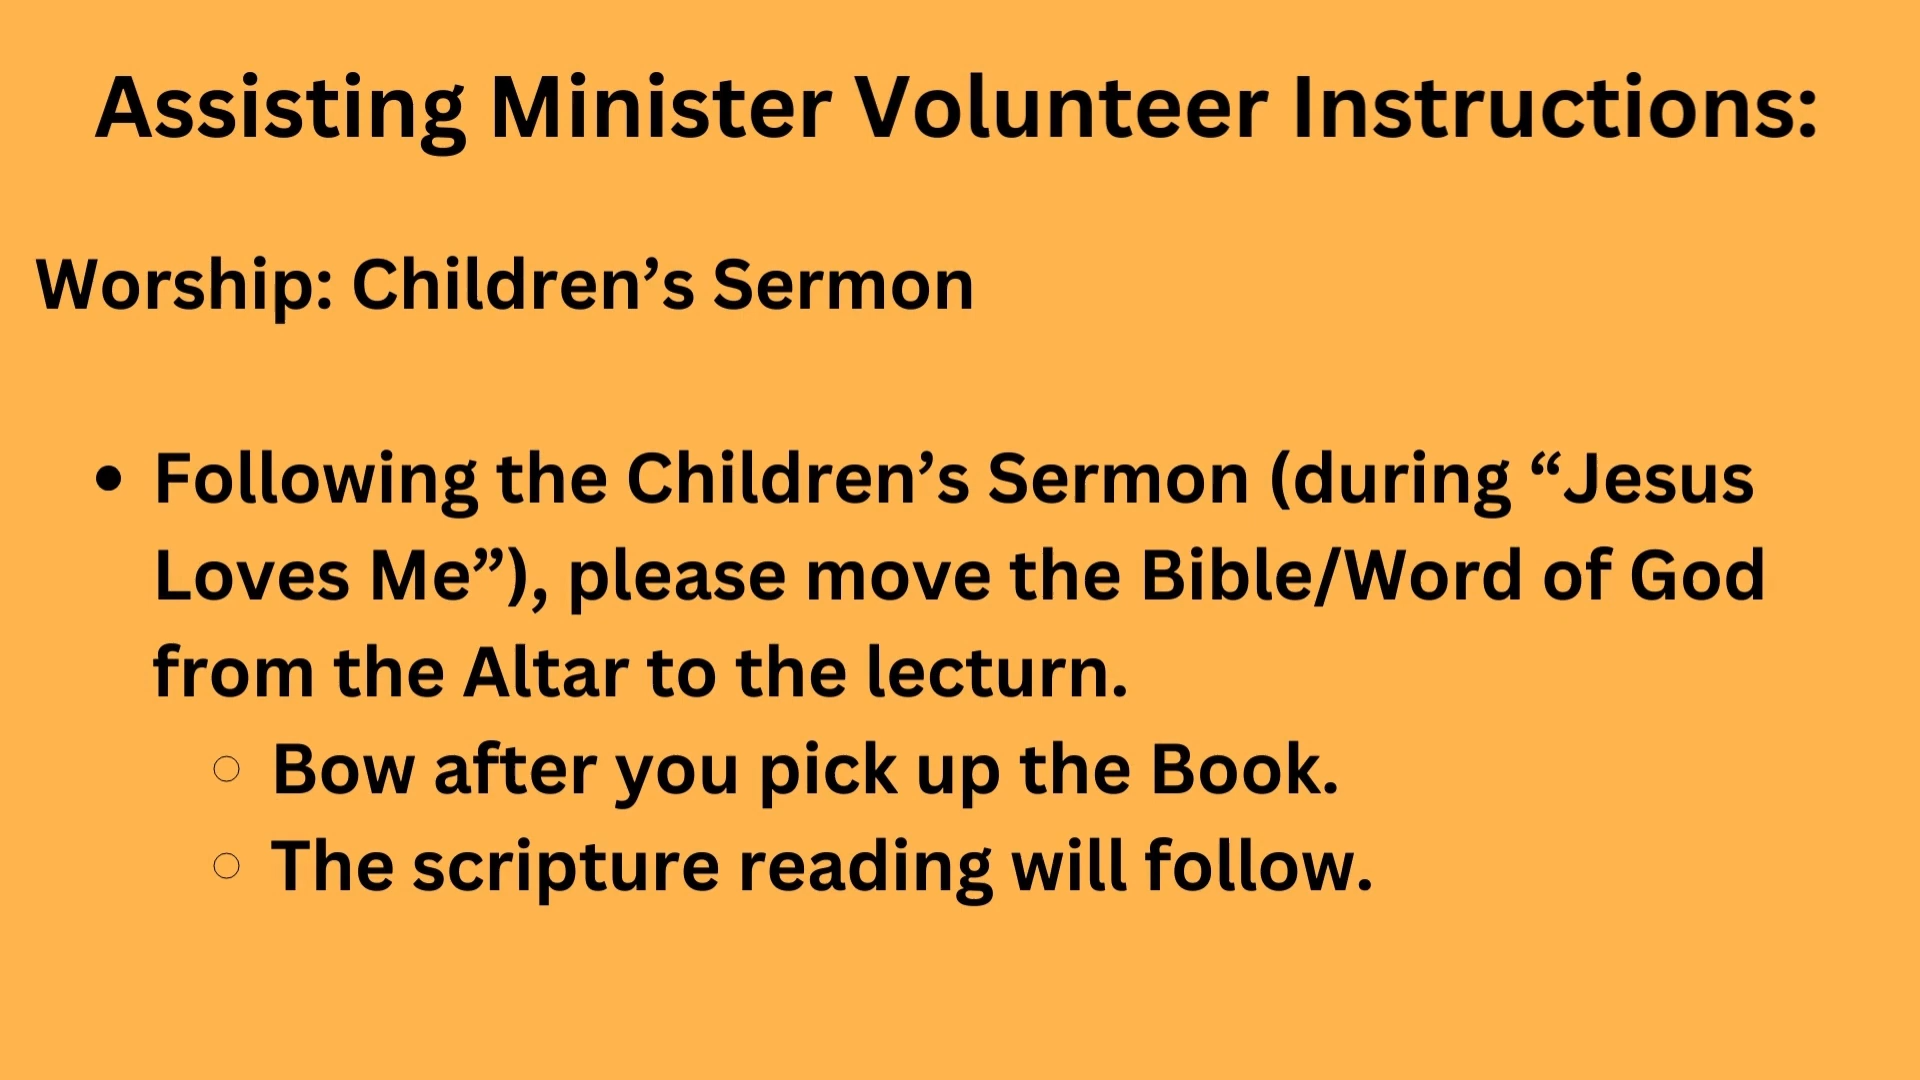 Assisting Minister Volunteer Instructions:
Worship: Children’s Sermon
• Following the Children’s Sermon (during “Jesus
Loves Me”), please move the Bible/Word of God
from the Altar to the lecturn.
○ Bow after you pick up the Book.
○ The scripture reading will follow.